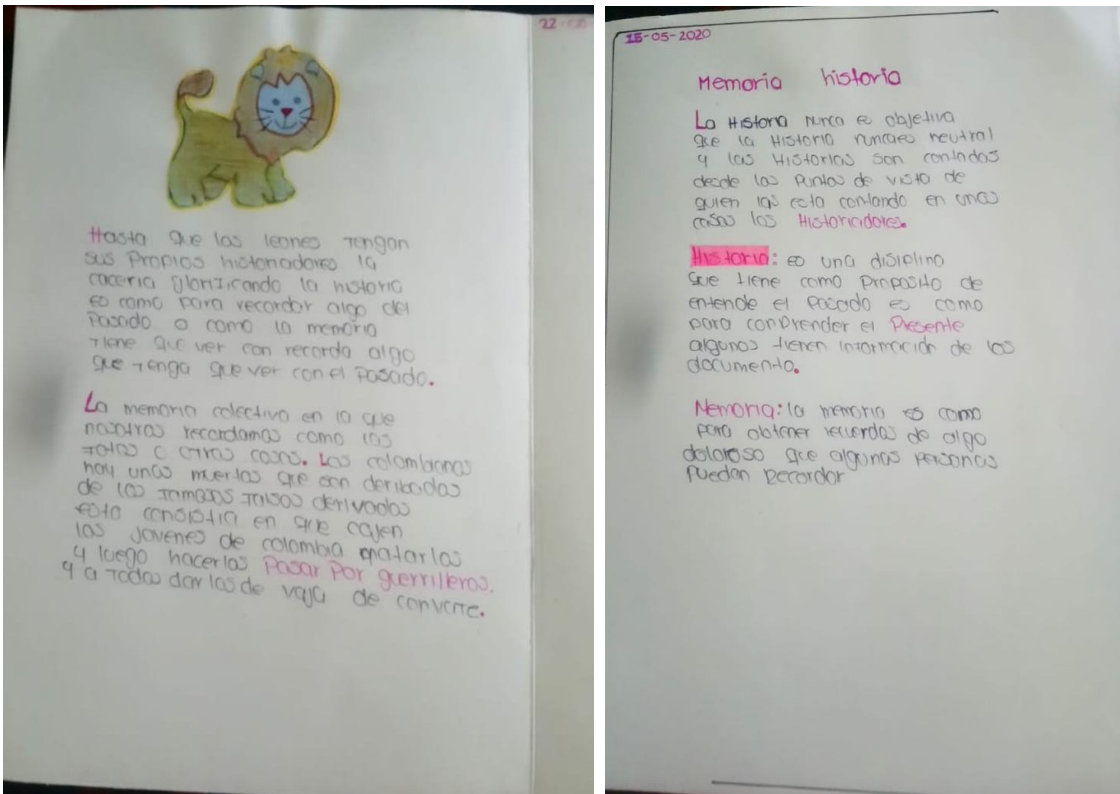 22-05
Hasta que los leones Tengan
sus Propios historiadores la
caceria glorificando la historia
es como para recordar algo del
Pasado o como la memoria
Tiene que ver con recorda algo
que Tenga que ver con el Pasado.
La memoria colectiva en la que
nosotros recordamos como las
fotos o otras cosas. Los colombianos
hay unas muertos que son deribadas
de los falsos derivados
esto consistia en que cojen
los jovenes de colombia matarlos
y luego hacerlos Pasar Por guerrilleros.
y a Todos darlos de vaja de convate.
15-05-2020
Memoria historia
La Historia nunca es objetiva
que la Historia nunca es neutral
y las Historias son contadas
desde los Puntos de visto de
quien las esta contando en unas
cosas los Historiadores.
Historia: es una disiplina
que tiene como Proposito de
entende el Pasado es como
para conprender el Presente
algunos tienen informacion de los
documento.
Memoria: la memoria es como
para obtener recuerdos de algo
doloroso que algunas Personas
Puedan Recordar